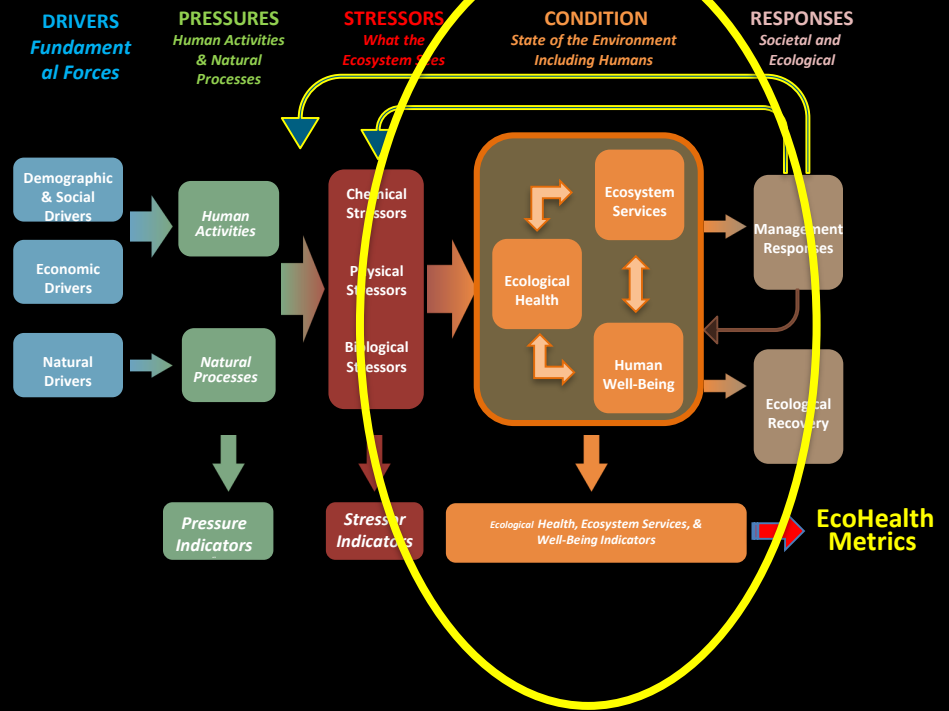 DRIVERS
Fundament
al Forces
PRESSURES
Human Activities
& Natural
Processes
STRESSORS
What the
Ecosystem Sees
CONDITION
State of the Environment
Including Humans
RESPONSES
Societal and
Ecological
Demographic
& Social
Drivers
Economic
Drivers
Natural
Drivers
Human
Activities
Natural
Processes
Chemical
Stressors
Physical
Stressors
Biological
Stressors
Ecosystem
Services
Ecological
Health
Human
Well-Being
Management
Responses
Ecological
Recovery
Pressure
Indicators
Stressor
Indicators
Ecological Health, Ecosystem Services, &
Well-Being Indicators
EcoHealth
Metrics